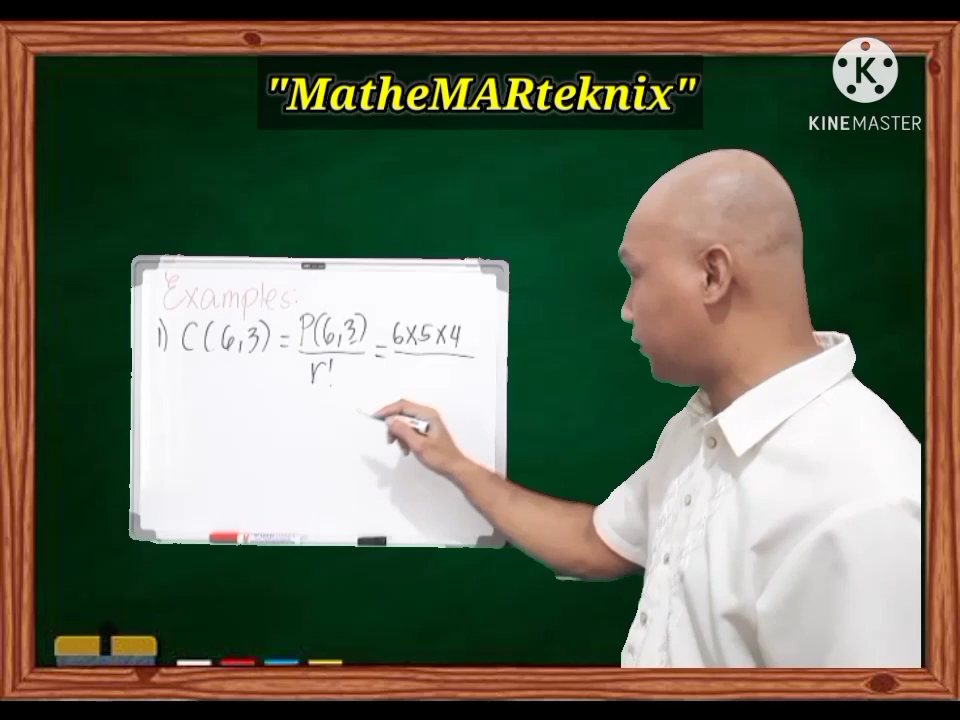 "MatheMARteknix"
KINEMASTER
Examples:
1) C(6,3) = P(6,3)/r! = 6x5x4